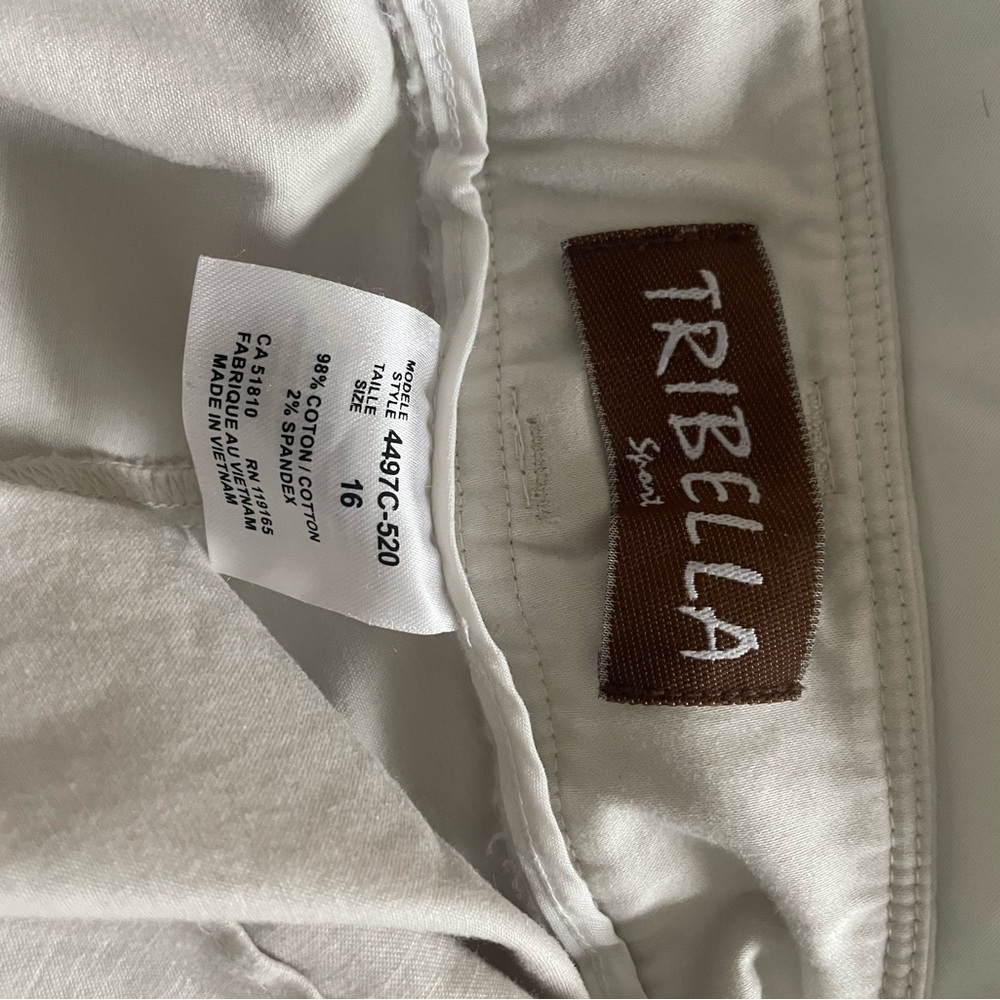 TRIBELLA
Sport
MODELE
STYLE 4497C-520
TAILLE
SIZE 16
98% COTON / COTTON
2% SPANDEX
CA 51810 RN 119165
FABRIQUE AU VIETNAM
MADE IN VIETNAM